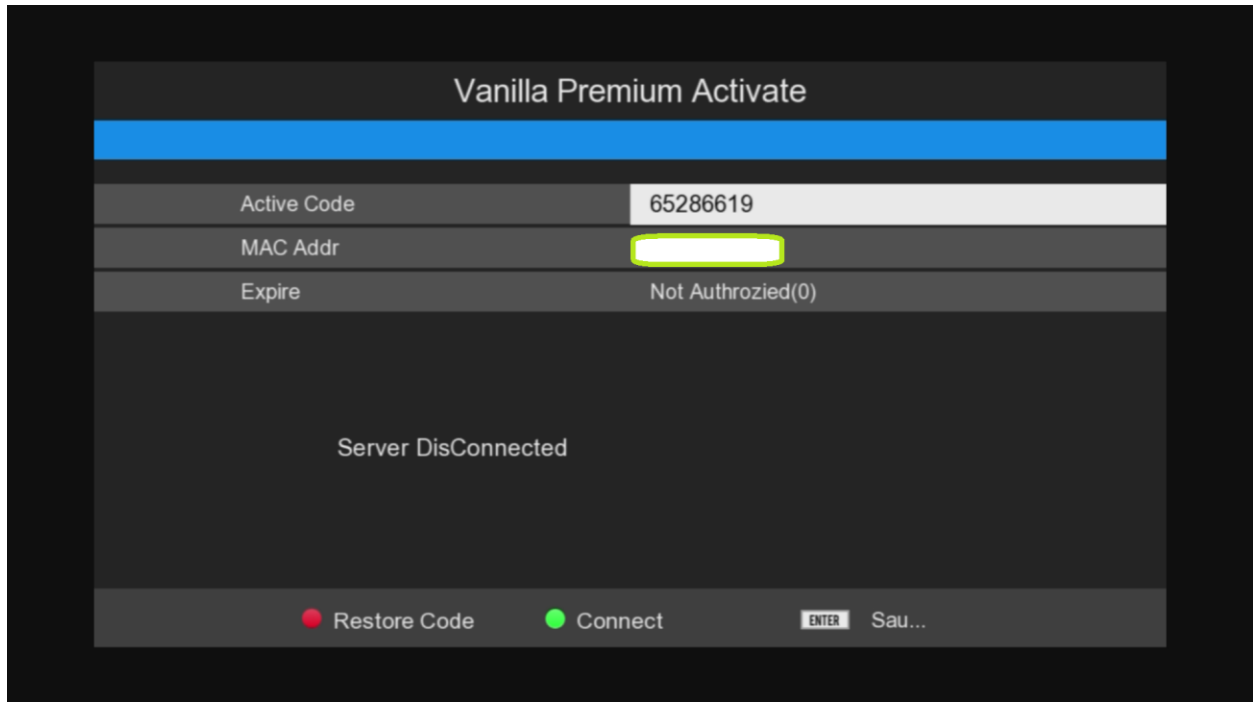 Vanilla Premium Activate
Active Code 65286619
MAC Addr
Expire Not Authrozied(0)
Server DisConnected
Restore Code Connect ENTER Sau...